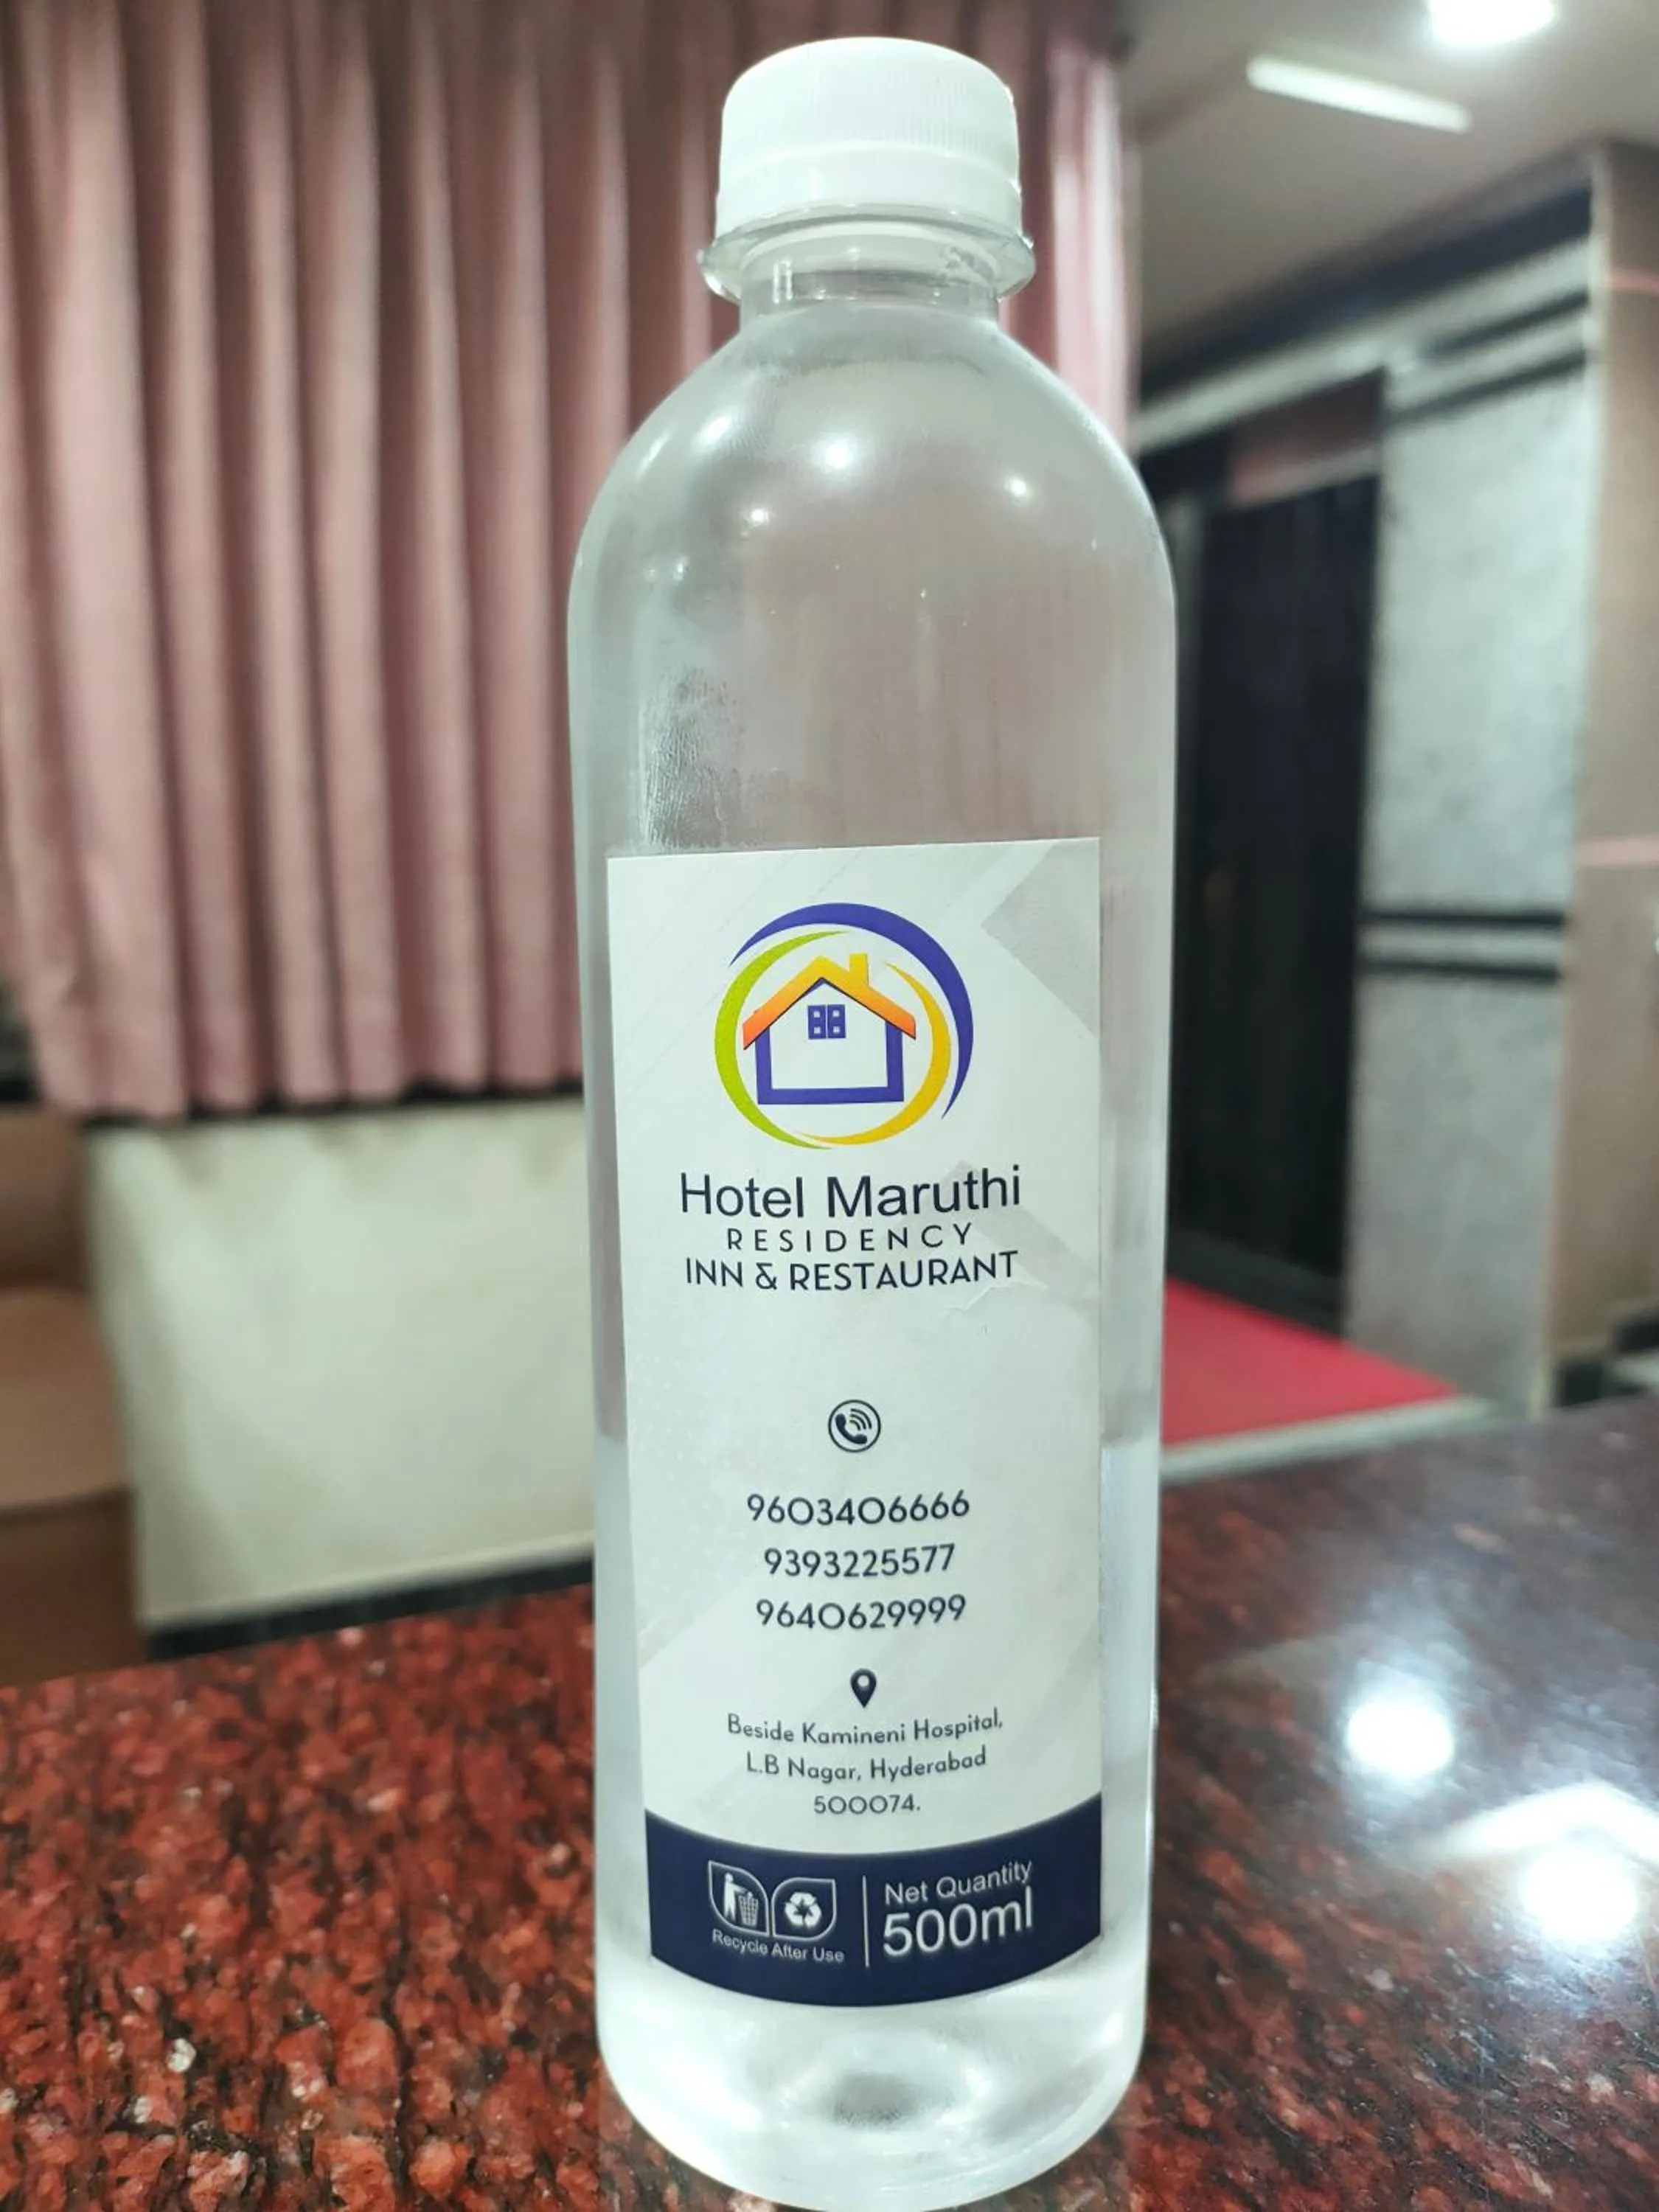 Hotel Maruthi
RESIDENCY
INN & RESTAURANT
9603406666
9393225577
9640629999
Beside Kamineni Hospital,
L.B Nagar, Hyderabad
500074.
Recycle After Use
Net Quantity
500ml